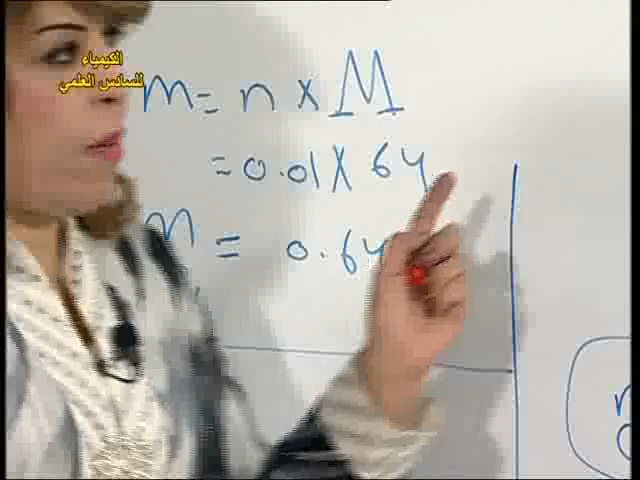 الكيمياء
للسادس العلمي
m = n × M
= 0.01 × 64
m = 0.64